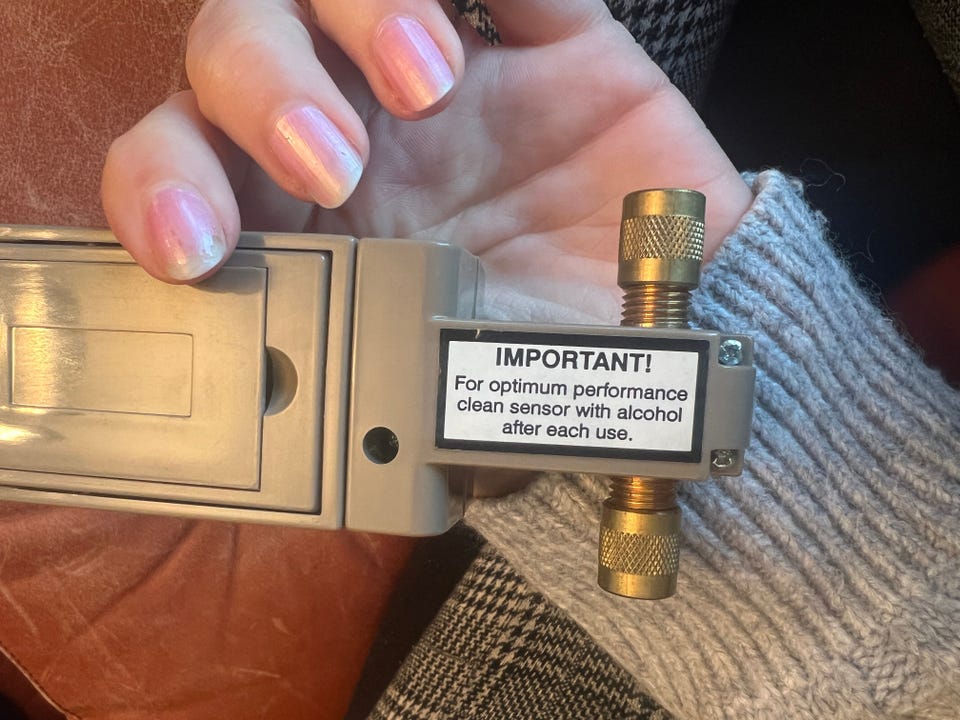 IMPORTANT!
For optimum performance
clean sensor with alcohol
after each use.